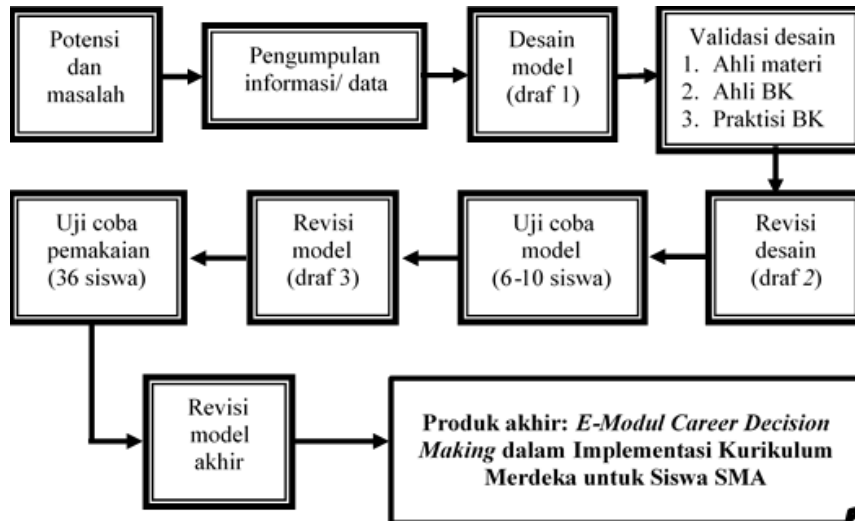 Potensi
dan
masalah
Pengumpulan
informasi/ data
Desain
model
(draf 1)
Validasi desain
1. Ahli materi
2. Ahli BK
3. Praktisi BK
Revisi
desain
(draf 2)
Uji coba
model
(6-10 siswa)
Revisi
model
(draf 3)
Uji coba
pemakaian
(36 siswa)
Revisi
model
akhir
Produk akhir: E-Modul Career Decision
Making dalam Implementasi Kurikulum
Merdeka untuk Siswa SMA